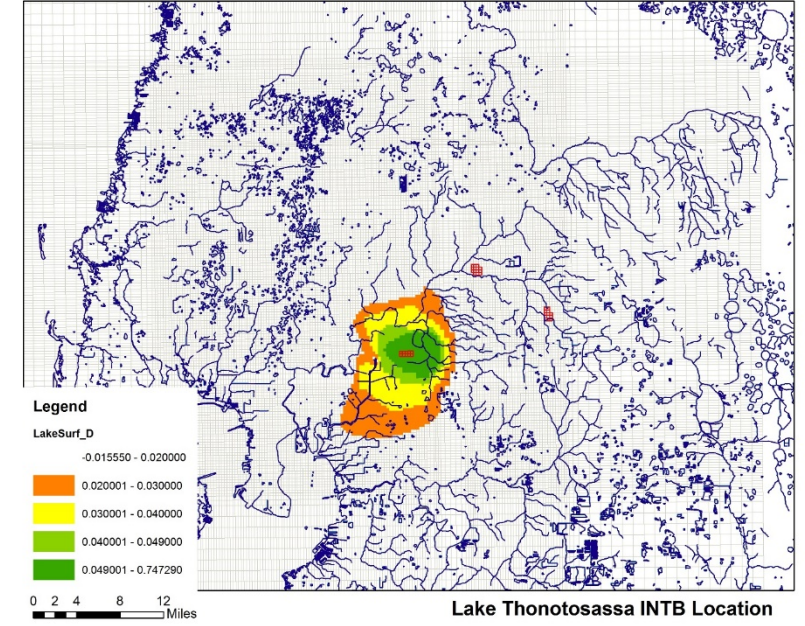 Legend
LakeSurf_D
-0.015550 - 0.020000
0.020001 - 0.030000
0.030001 - 0.040000
0.040001 - 0.049000
0.049001 - 0.747290
0 2 4 8 12
Miles
Lake Thonotosassa INTB Location